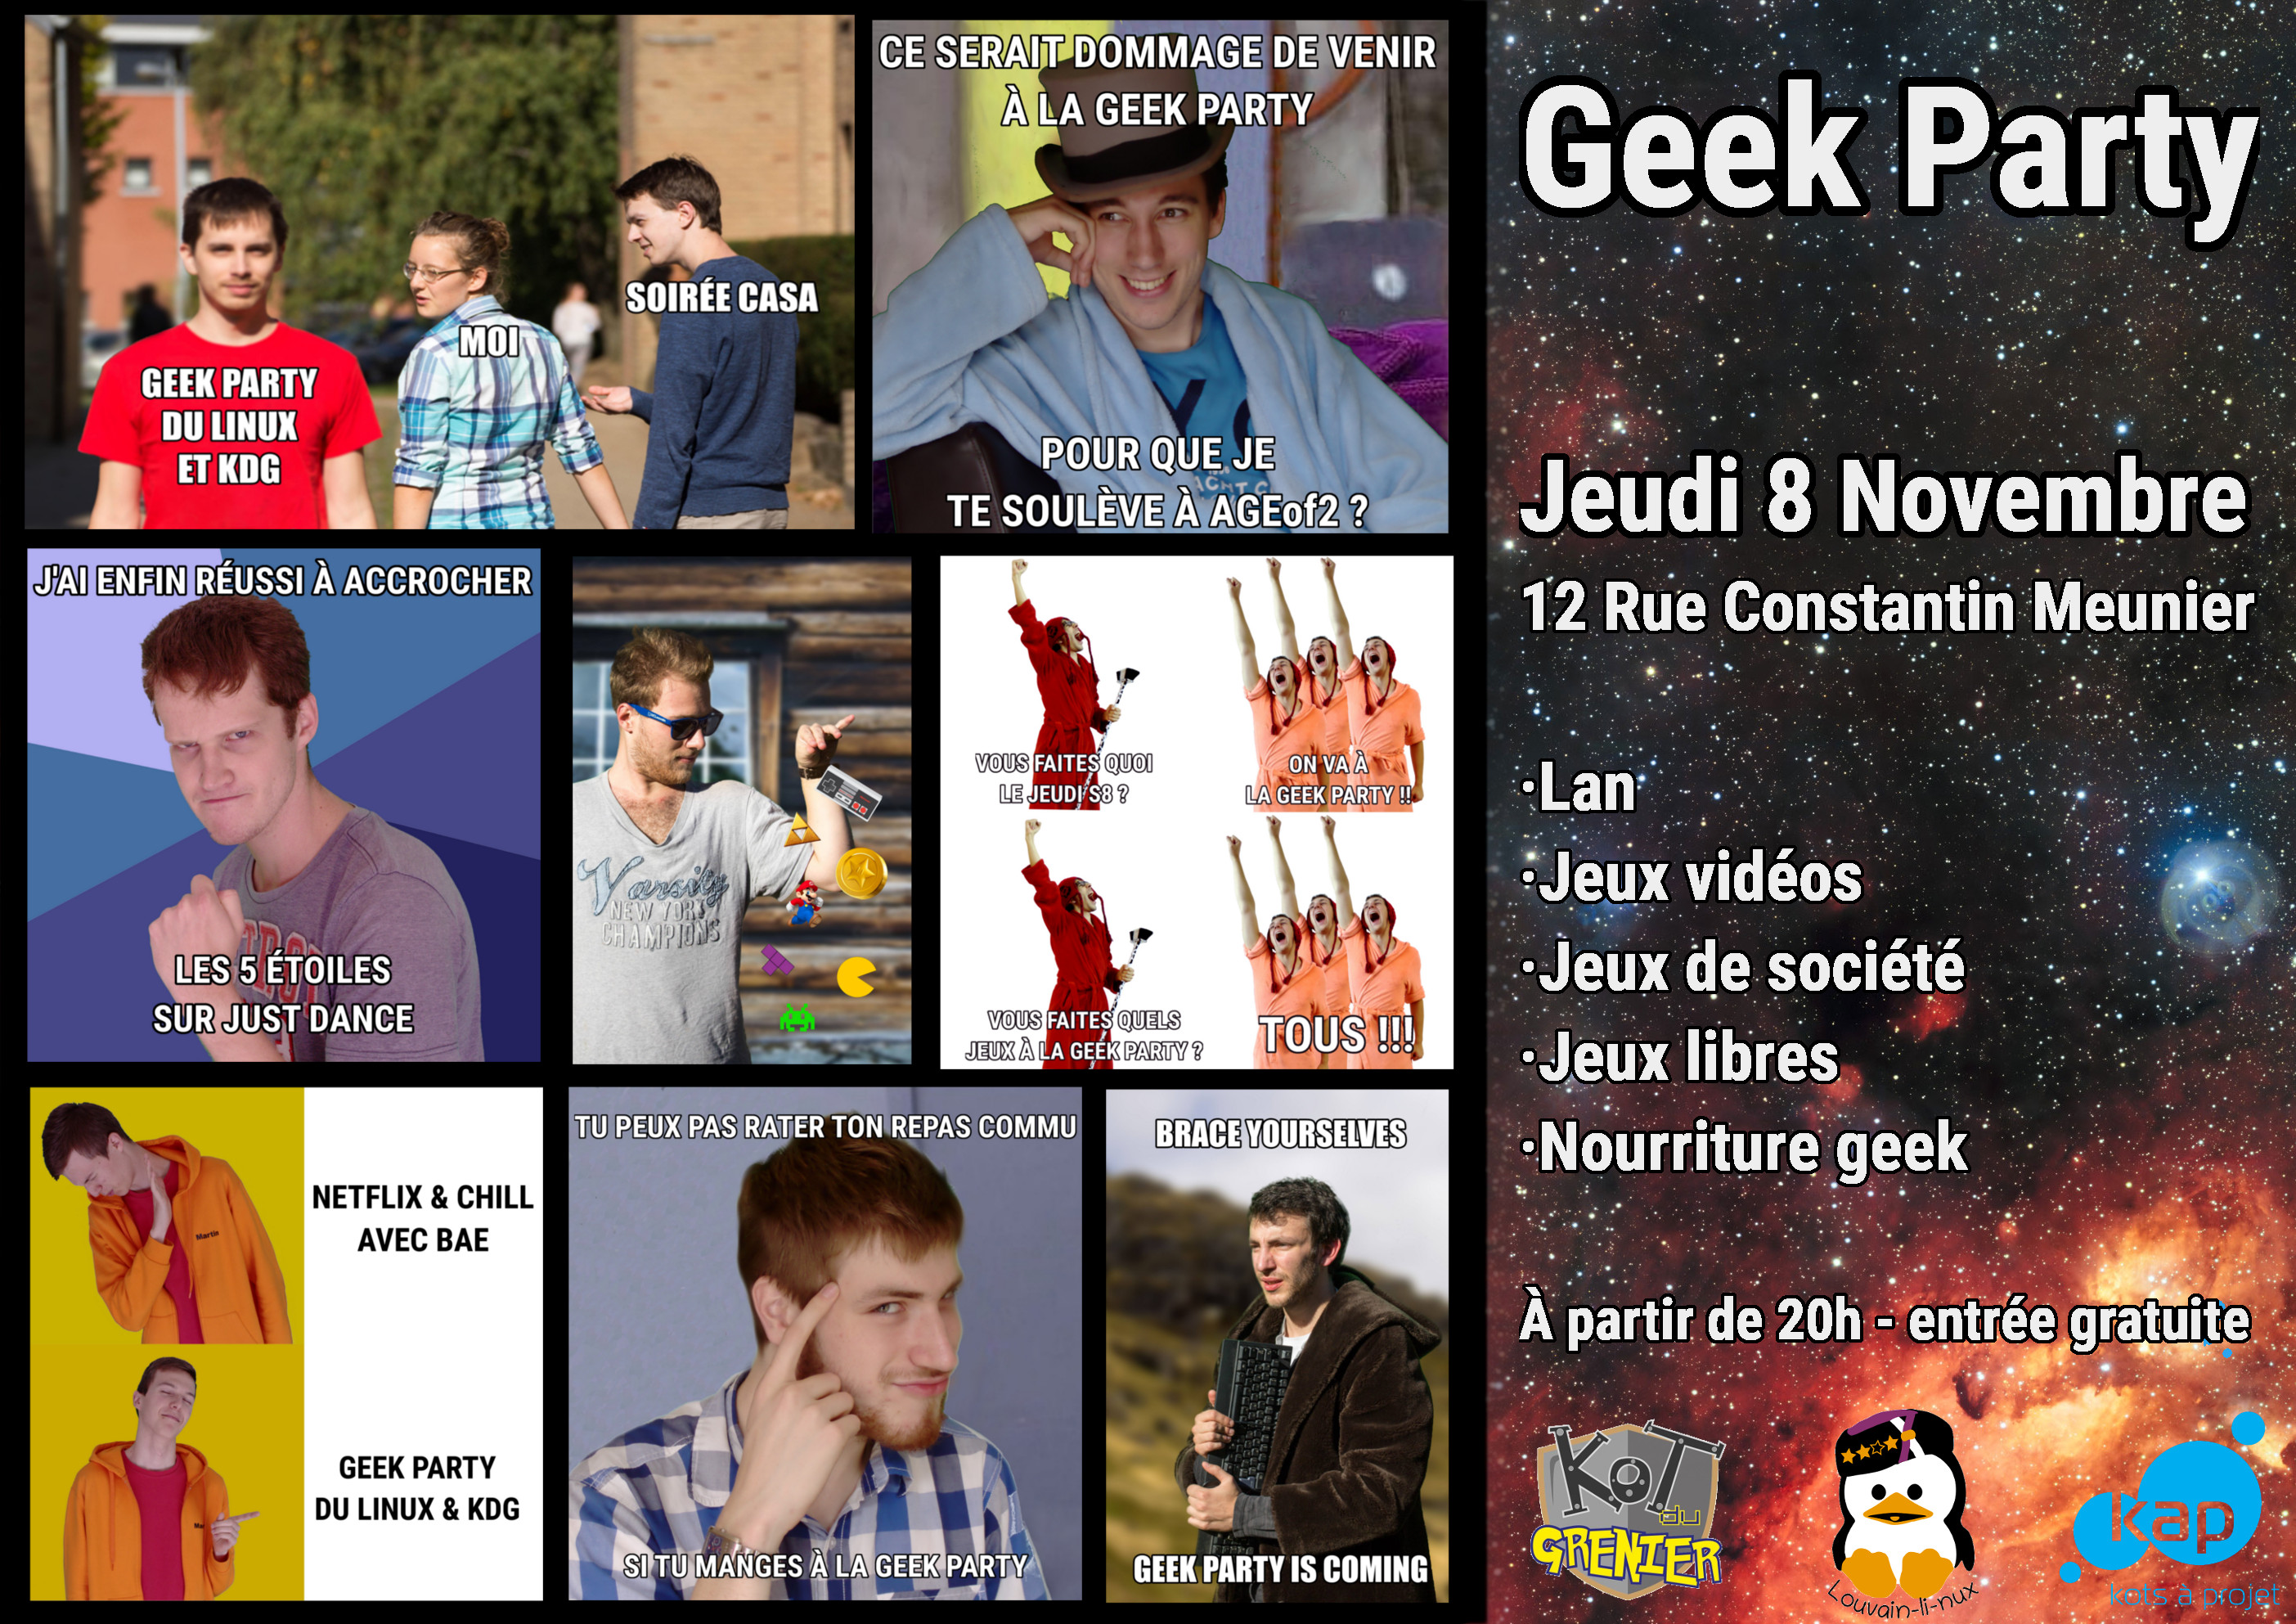 GEEK PARTY
DU LINUX
ET KDG
MOI
SOIRÉE CASA
CE SERAIT DOMMAGE DE VENIR
À LA GEEK PARTY
POUR QUE JE
TE SOULÈVE À AGEof2 ?
J'AI ENFIN RÉUSSI À ACCROCHER
LES 5 ÉTOILES
SUR JUST DANCE
Varsity
NEW YORK
CHAMPIONS
VOUS FAITES QUOI
LE JEUDI S8 ?
ON VA À
LA GEEK PARTY !!
VOUS FAITES QUELS
JEUX À LA GEEK PARTY ?
TOUS !!!
Martin
NETFLIX & CHILL
AVEC BAE
GEEK PARTY
DU LINUX & KDG
TU PEUX PAS RATER TON REPAS COMMU
SI TU MANGES À LA GEEK PARTY
BRACE YOURSELVES
GEEK PARTY IS COMING
Geek Party
Jeudi 8 Novembre
12 Rue Constantin Meunier
·Lan
·Jeux vidéos
·Jeux de société
·Jeux libres
·Nourriture geek
À partir de 20h - entrée gratuite
KoT
du
GRENIER
Louvain-li-nux
kap
kots à projet